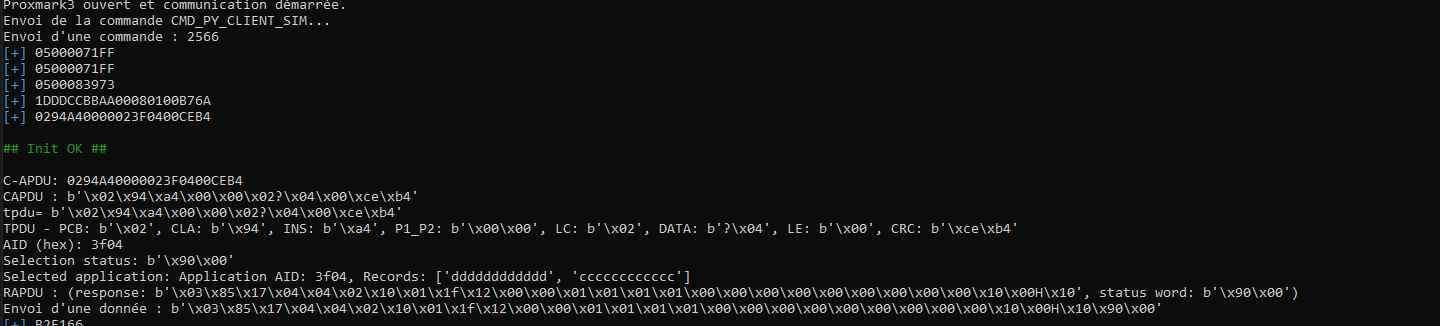 Proxmark3 ouvert et communication démarrée.
Envoi de la commande CMD_PY_CLIENT_SIM...
Envoi d'une commande : 2566
[+] 05000071FF
[+] 05000071FF
[+] 0500083973
[+] 1DDDCCBBAA00080100B76A
[+] 0294A40000023F0400CEB4
## Init OK ##
C-APDU: 0294A40000023F0400CEB4
CAPDU : b'\x02\x94\xa4\x00\x00\x02?\x04\x00\xce\xb4'
tpdu= b'\x02\x94\xa4\x00\x00\x02?\x04\x00\xce\xb4'
TPDU - PCB: b'\x02', CLA: b'\x94', INS: b'\xa4', P1_P2: b'\x00\x00', LC: b'\x02', DATA: b'?\x04', LE: b'\x00', CRC: b'\xce\xb4'
AID (hex): 3f04
Selection status: b'\x90\x00'
Selected application: Application AID: 3f04, Records: ['dddddddddddd', 'cccccccccccc']
RAPDU : (response: b'\x03\x85\x17\x04\x04\x02\x10\x01\x1f\x12\x00\x00\x01\x01\x01\x01\x00\x00\x00\x00\x00\x00\x00\x00\x00\x10\x00H\x10', status word: b'\x90\x00')
Envoi d'une donnée : b'\x03\x85\x17\x04\x04\x02\x10\x01\x1f\x12\x00\x00\x01\x01\x01\x01\x00\x00\x00\x00\x00\x00\x00\x00\x00\x10\x00H\x10\x90\x00'
[+] B2E166